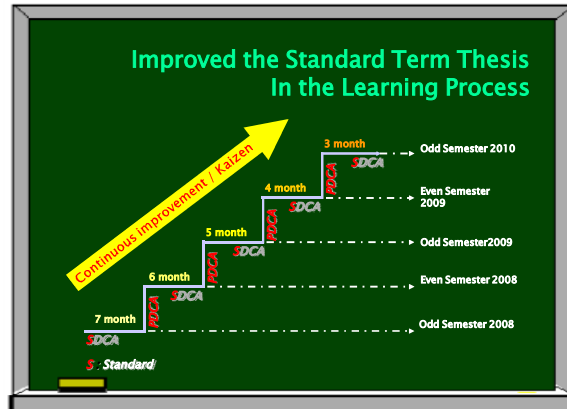 Improved the Standard Term Thesis
In the Learning Process
Continuous improvement / Kaizen
3 month
SDCA
Odd Semester 2010
PDCA
4 month
SDCA
Even Semester
2009
PDCA
5 month
SDCA
Odd Semester2009
PDCA
6 month
SDCA
Even Semester 2008
PDCA
7 month
SDCA
Odd Semester 2008
S : Standard